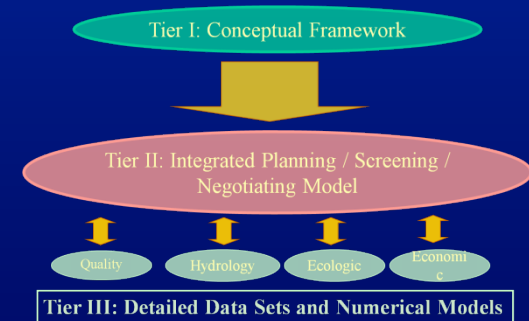 Tier I: Conceptual Framework
Tier II: Integrated Planning / Screening /
Negotiating Model
Quality
Hydrology
Ecologic
Economi
c
Tier III: Detailed Data Sets and Numerical Models